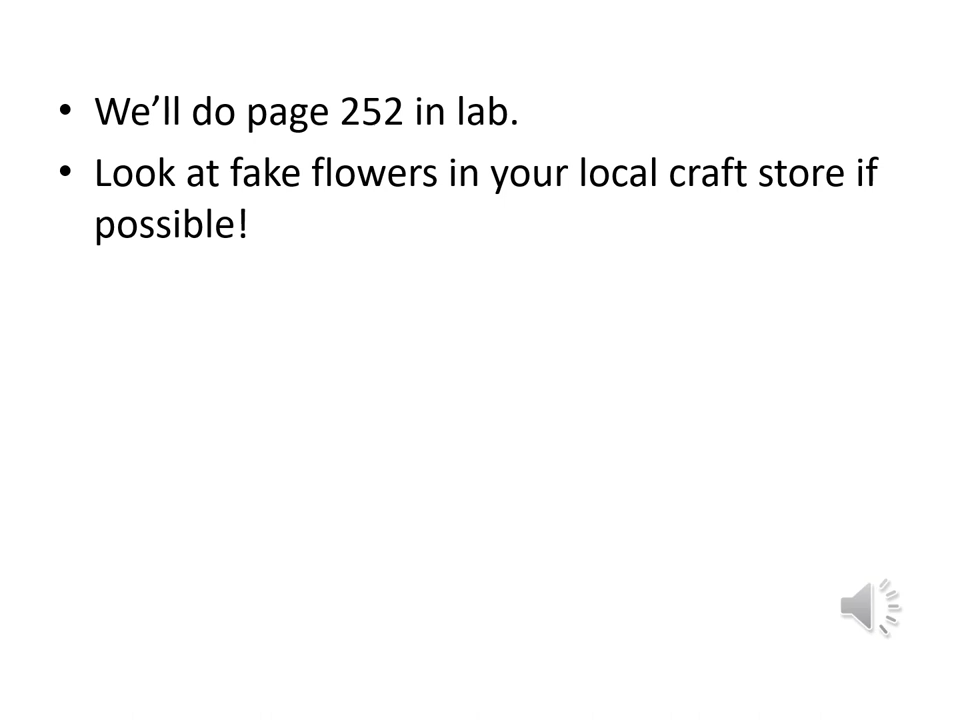 • We’ll do page 252 in lab.
• Look at fake flowers in your local craft store if
possible!